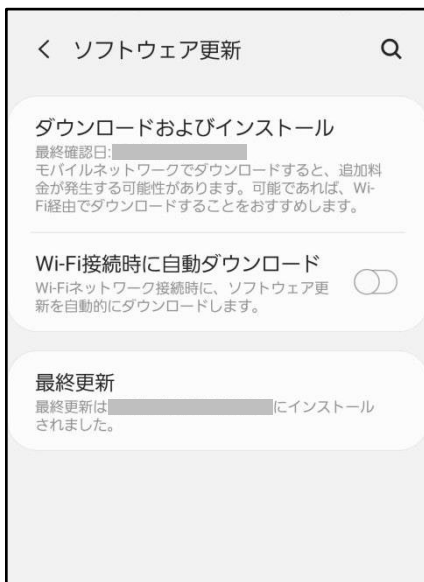 ソフトウェア更新
ダウンロードおよびインストール
最終確認日:
モバイルネットワークでダウンロードすると、追加料
金が発生する可能性があります。可能であれば、Wi-
Fi経由でダウンロードすることをおすすめします。
Wi-Fi接続時に自動ダウンロード
Wi-Fiネットワーク接続時に、ソフトウェア更
新を自動的にダウンロードします。
最終更新
最終更新は にインストール
されました。